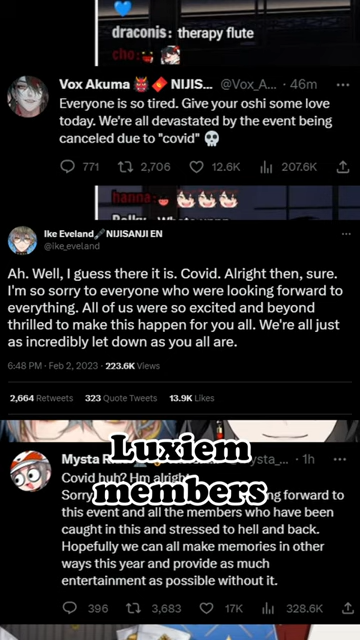 draconis: therapy flute
cho:
Vox Akuma NIJIS... @Vox_A... · 46m
Everyone is so tired. Give your oshi some love
today. We're all devastated by the event being
canceled due to "covid"
771 2,706 12.6K 207.6K
hanna:
Ike Eveland NIJISANJI EN
@ike_eveland
Ah. Well, I guess there it is. Covid. Alright then, sure.
I'm so sorry to everyone who were looking forward to
everything. All of us were so excited and beyond
thrilled to make this happen for you all. We're all just
as incredibly let down as you all are.
6:48 PM · Feb 2, 2023 · 223.6K Views
2,664 Retweets 323 Quote Tweets 13.9K Likes
Luxiem
members
Mysta ysta_... · 1h
Covid huh? Hm alright
Sorry ing forward to
this event and all the members who have been
caught in this and stressed to hell and back.
Hopefully we can all make memories in other
ways this year and provide as much
entertainment as possible without it.
396 3,683 17K 328.6K